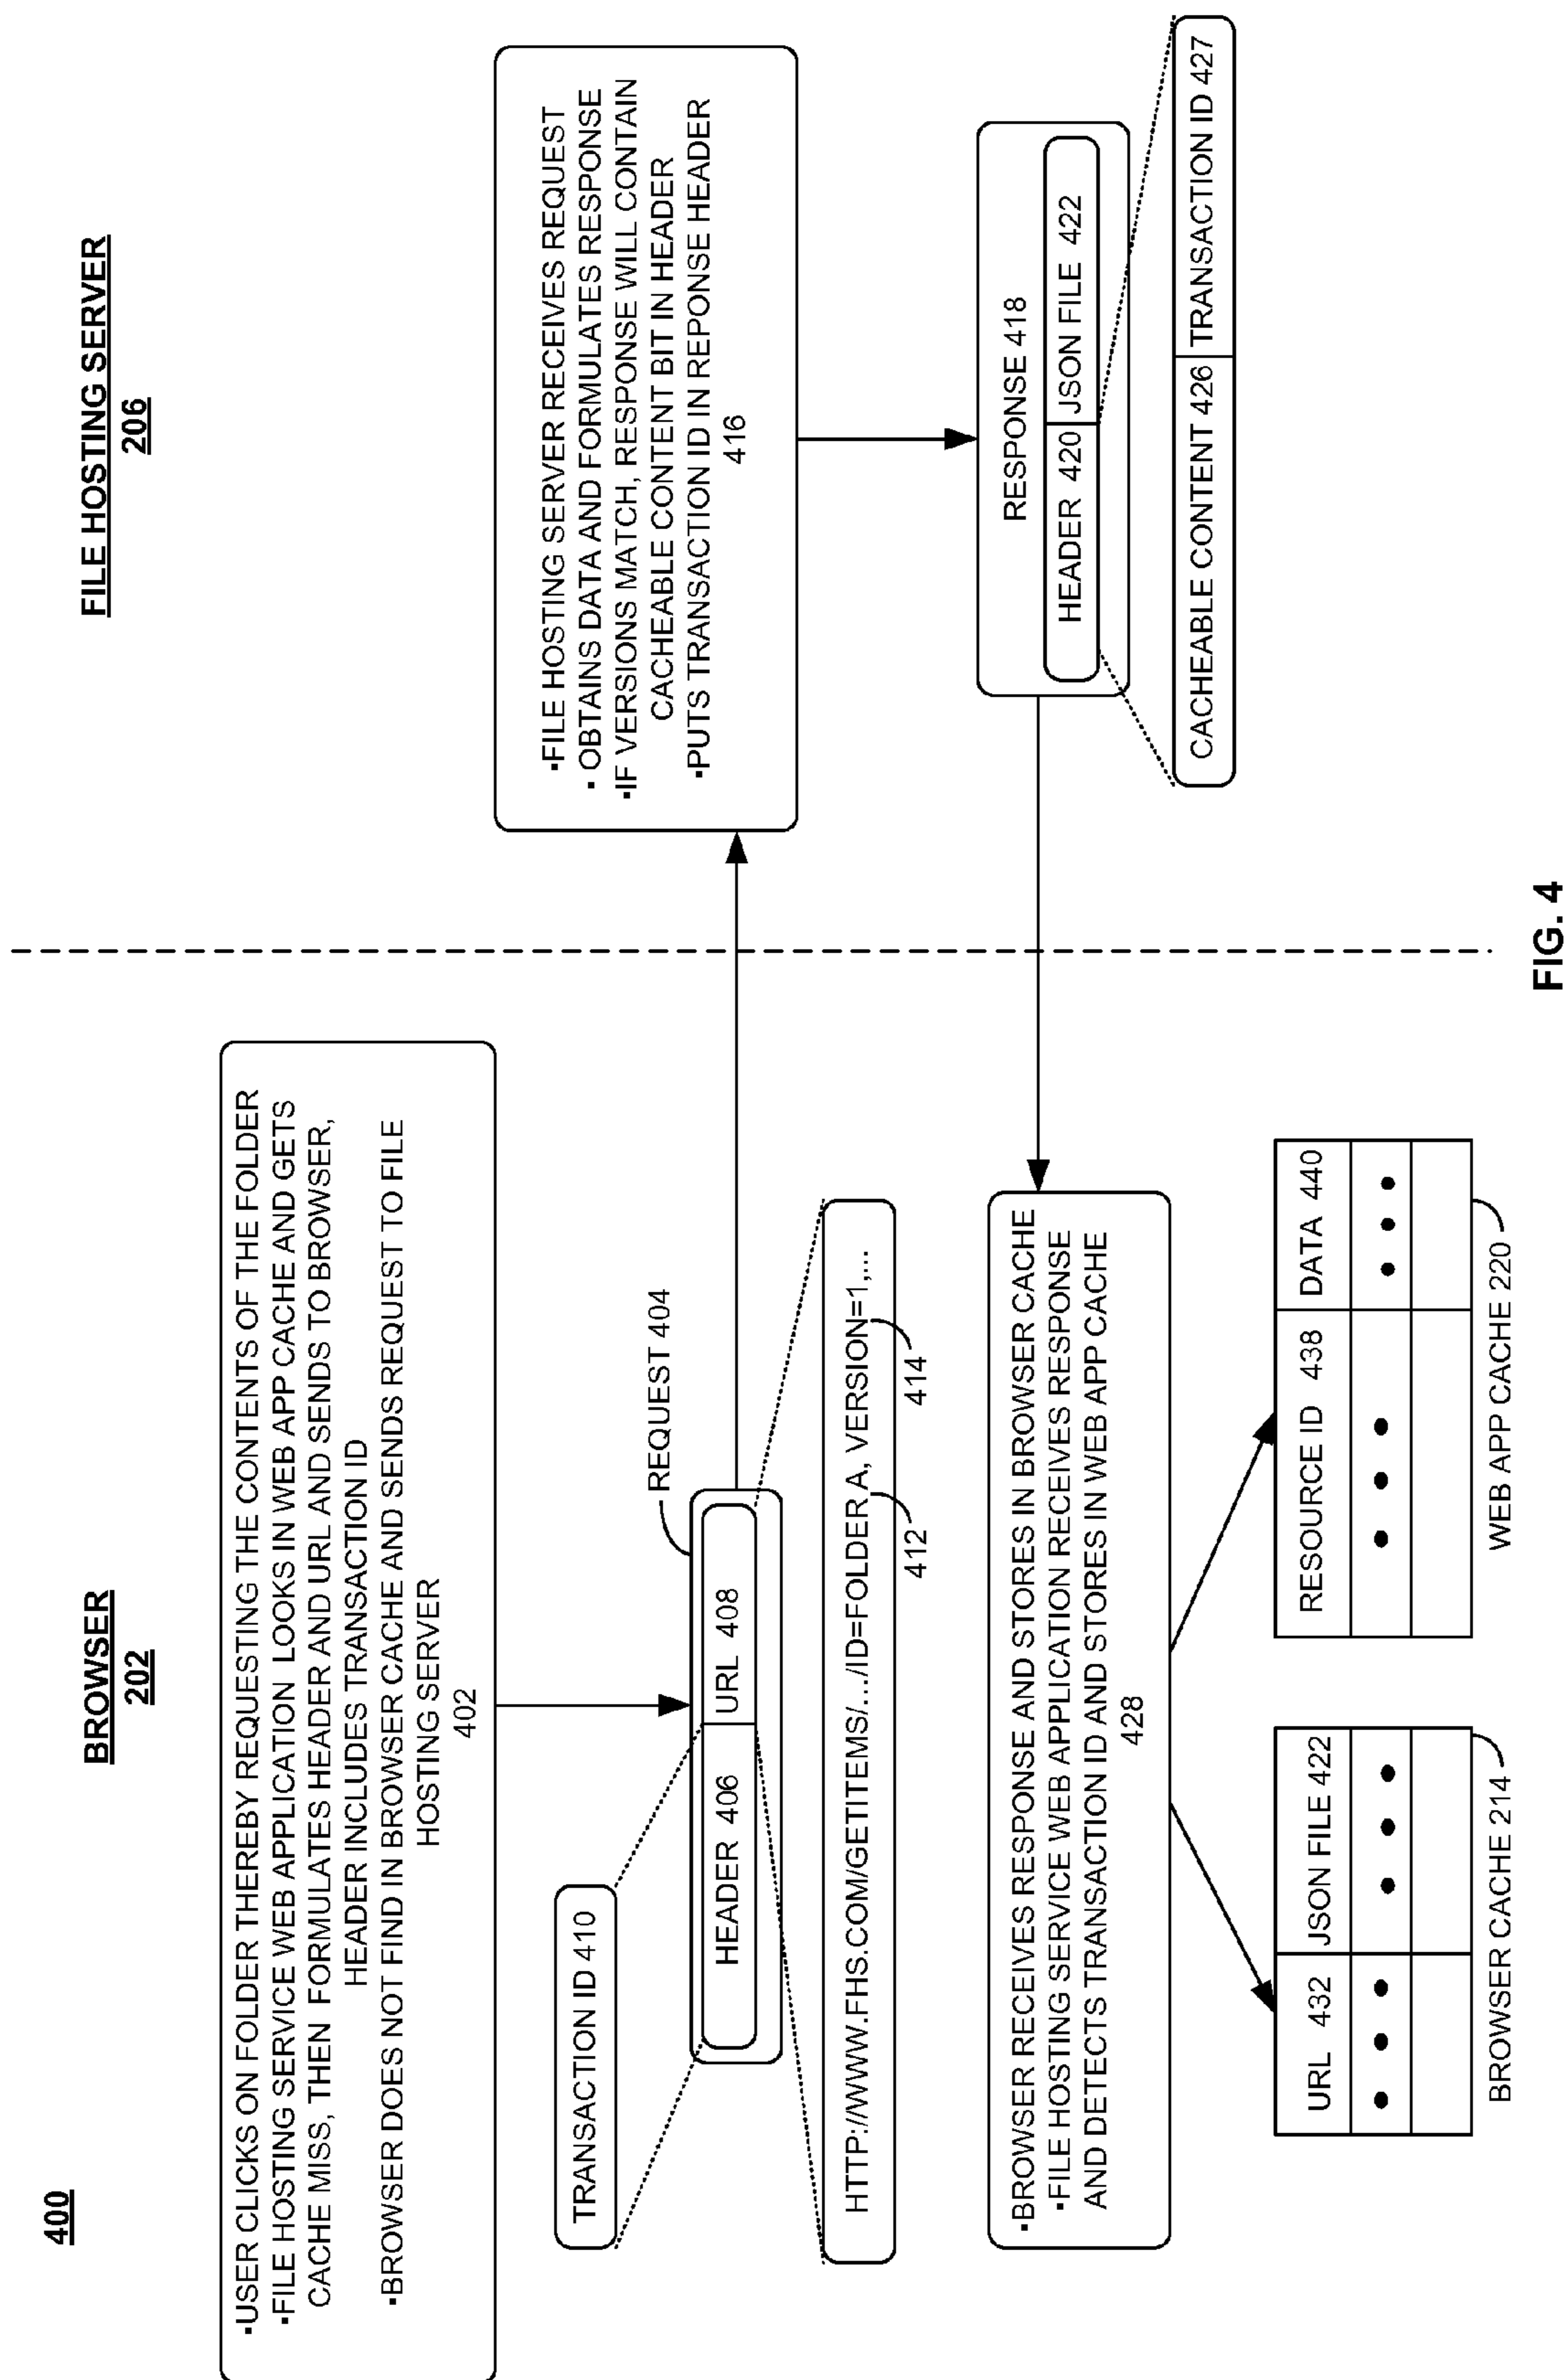 400
BROWSER
202
FILE HOSTING SERVER
206
▪USER CLICKS ON FOLDER THEREBY REQUESTING THE CONTENTS OF THE FOLDER
▪FILE HOSTING SERVICE WEB APPLICATION LOOKS IN WEB APP CACHE AND GETS
CACHE MISS, THEN FORMULATES HEADER AND URL AND SENDS TO BROWSER,
HEADER INCLUDES TRANSACTION ID
▪BROWSER DOES NOT FIND IN BROWSER CACHE AND SENDS REQUEST TO FILE
HOSTING SERVER
402
TRANSACTION ID 410
REQUEST 404
HEADER 406
URL 408
HTTP://WWW.FHS.COM/GETITEMS/.../ID=FOLDER A, VERSION=1,...
412
414
▪FILE HOSTING SERVER RECEIVES REQUEST
▪ OBTAINS DATA AND FORMULATES RESPONSE
▪IF VERSIONS MATCH, RESPONSE WILL CONTAIN
CACHEABLE CONTENT BIT IN HEADER
▪PUTS TRANSACTION ID IN REPONSE HEADER
416
RESPONSE 418
HEADER 420
JSON FILE 422
CACHEABLE CONTENT 426
TRANSACTION ID 427
▪BROWSER RECEIVES RESPONSE AND STORES IN BROWSER CACHE
▪FILE HOSTING SERVICE WEB APPLICATION RECEIVES RESPONSE
AND DETECTS TRANSACTION ID AND STORES IN WEB APP CACHE
428
URL 432
JSON FILE 422
BROWSER CACHE 214
RESOURCE ID 438
DATA 440
WEB APP CACHE 220
FIG. 4